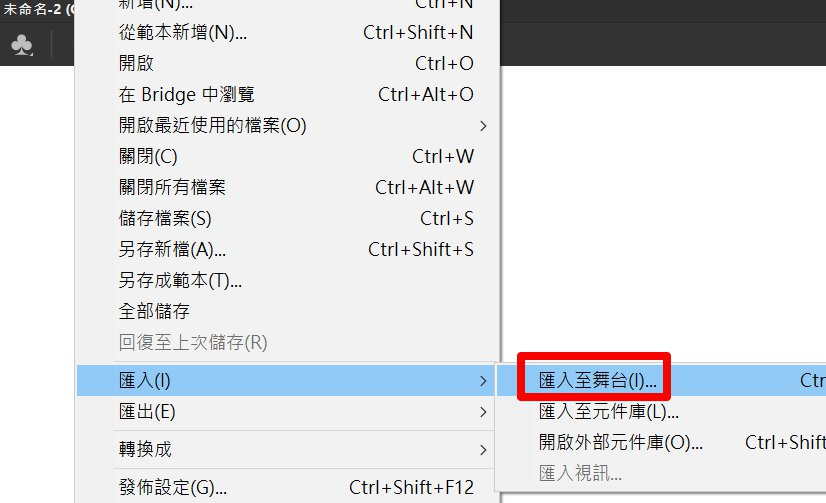 未命名-2 (
新增(N)... Ctrl+N
從範本新增(N)... Ctrl+Shift+N
開啟 Ctrl+O
在 Bridge 中瀏覽 Ctrl+Alt+O
開啟最近使用的檔案(O)
關閉(C) Ctrl+W
關閉所有檔案 Ctrl+Alt+W
儲存檔案(S) Ctrl+S
另存新檔(A)... Ctrl+Shift+S
另存成範本(T)...
全部儲存
回復至上次儲存(R)
匯入(I)
匯入至舞台(I)... Ctr
匯出(E)
匯入至元件庫(L)...
開啟外部元件庫(O)... Ctrl+Shift
轉換成
匯入視訊...
發佈設定(G)... Ctrl+Shift+F12